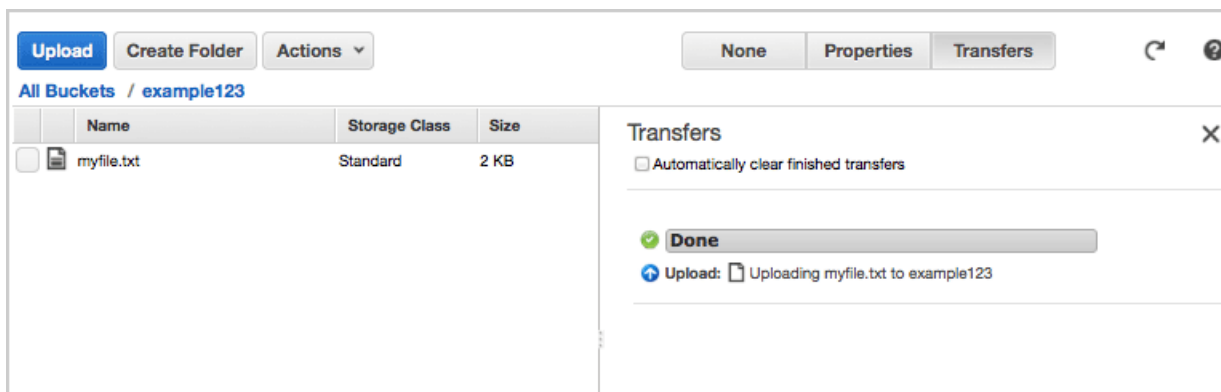 Upload Create Folder Actions None Properties Transfers
All Buckets / example123
Name Storage Class Size
myfile.txt Standard 2 KB
Transfers
Automatically clear finished transfers
Done
Upload: Uploading myfile.txt to example123